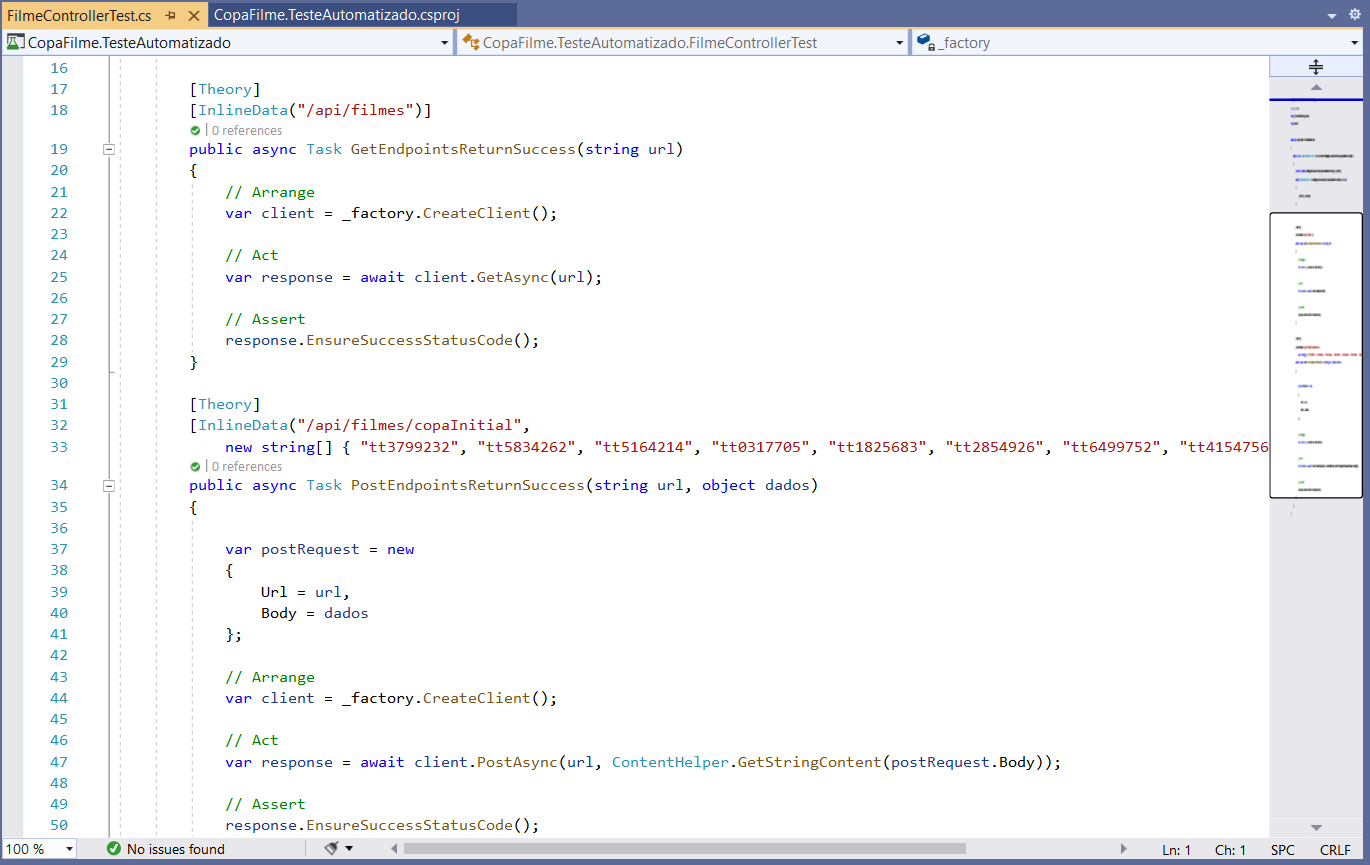 FilmeControllerTest.cs CopaFilme.TesteAutomatizado.csproj
CopaFilme.TesteAutomatizado CopaFilme.TesteAutomatizado.FilmeControllerTest _factory
16
17 [Theory]
18 [InlineData("/api/filmes")]
0 references
19 public async Task GetEndpointsReturnSuccess(string url)
20 {
21 // Arrange
22 var client = _factory.CreateClient();
23
24 // Act
25 var response = await client.GetAsync(url);
26
27 // Assert
28 response.EnsureSuccessStatusCode();
29 }
30
31 [Theory]
32 [InlineData("/api/filmes/copaInitial",
33 new string[] { "tt3799232", "tt5834262", "tt5164214", "tt0317705", "tt1825683", "tt2854926", "tt6499752", "tt4154756
0 references
34 public async Task PostEndpointsReturnSuccess(string url, object dados)
35 {
36
37 var postRequest = new
38 {
39 Url = url,
40 Body = dados
41 };
42
43 // Arrange
44 var client = _factory.CreateClient();
45
46 // Act
47 var response = await client.PostAsync(url, ContentHelper.GetStringContent(postRequest.Body));
48
49 // Assert
50 response.EnsureSuccessStatusCode();
100 % No issues found Ln: 1 Ch: 1 SPC CRLF